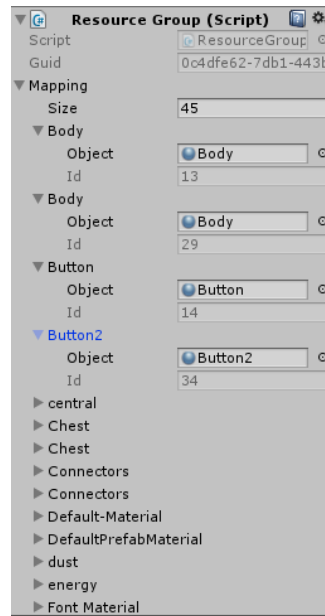 Resource Group (Script)
Script ResourceGroup
Guid 0c4dfe62-7db1-443b
Mapping
Size 45
Body
Object Body
Id 13
Body
Object Body
Id 29
Button
Object Button
Id 14
Button2
Object Button2
Id 34
central
Chest
Chest
Connectors
Connectors
Default-Material
DefaultPrefabMaterial
dust
energy
Font Material